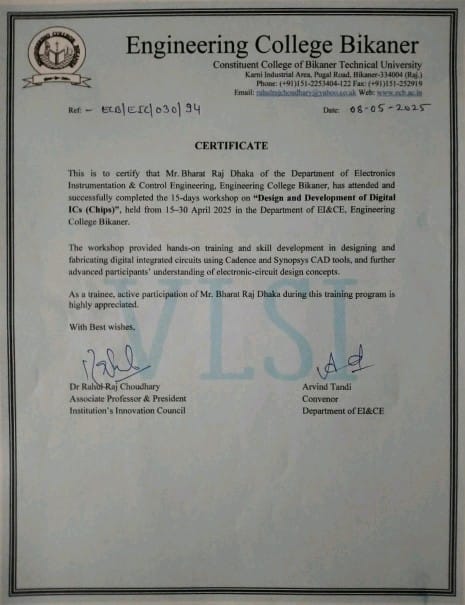 ENGINEERING COLLEGE BIKANER
Engineering College Bikaner
Constituent College of Bikaner Technical University
Karni Industrial Area, Pugal Road, Bikaner-334004 (Raj.)
Phone: (+91)151-2253404-122 Fax: (+91)151-252919
Email: rahulrajchoudhary@yahoo.co.uk Web: www.ecb.ac.in
Ref: - ECB/EIC/030/94 Date: 08-05-2025
CERTIFICATE
This is to certify that Mr. Bharat Raj Dhaka of the Department of Electronics
Instrumentation & Control Engineering, Engineering College Bikaner, has attended and
successfully completed the 15-days workshop on “Design and Development of Digital
ICs (Chips)”, held from 15–30 April 2025 in the Department of EI&CE, Engineering
College Bikaner.
The workshop provided hands-on training and skill development in designing and
fabricating digital integrated circuits using Cadence and Synopsys CAD tools, and further
advanced participants’ understanding of electronic-circuit design concepts.
As a trainee, active participation of Mr. Bharat Raj Dhaka during this training program is
highly appreciated.
With Best wishes,
VLSI
Dr Rahul Raj Choudhary Arvind Tandi
Associate Professor & President Convenor
Institution’s Innovation Council Department of EI&CE